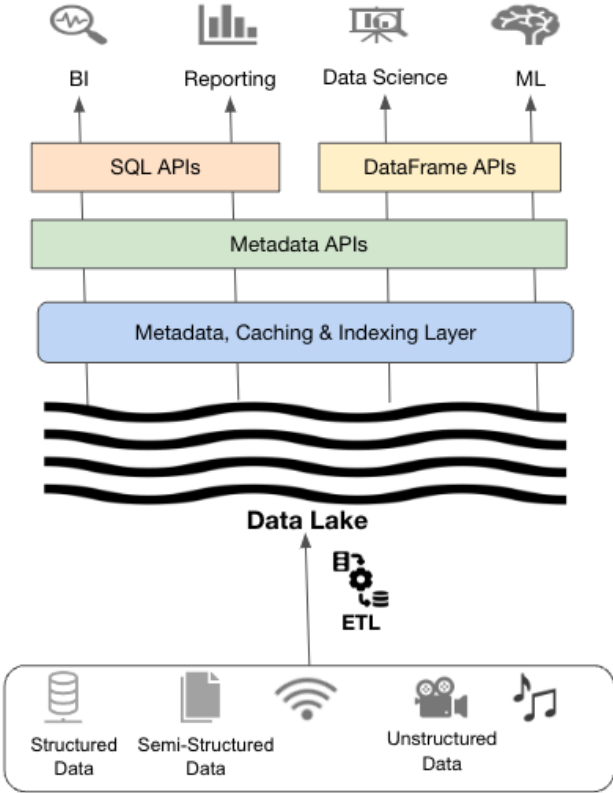 BI
Reporting
Data Science
ML
SQL APIs
DataFrame APIs
Metadata APIs
Metadata, Caching & Indexing Layer
Data Lake
ETL
Structured
Data
Semi-Structured
Data
Unstructured
Data